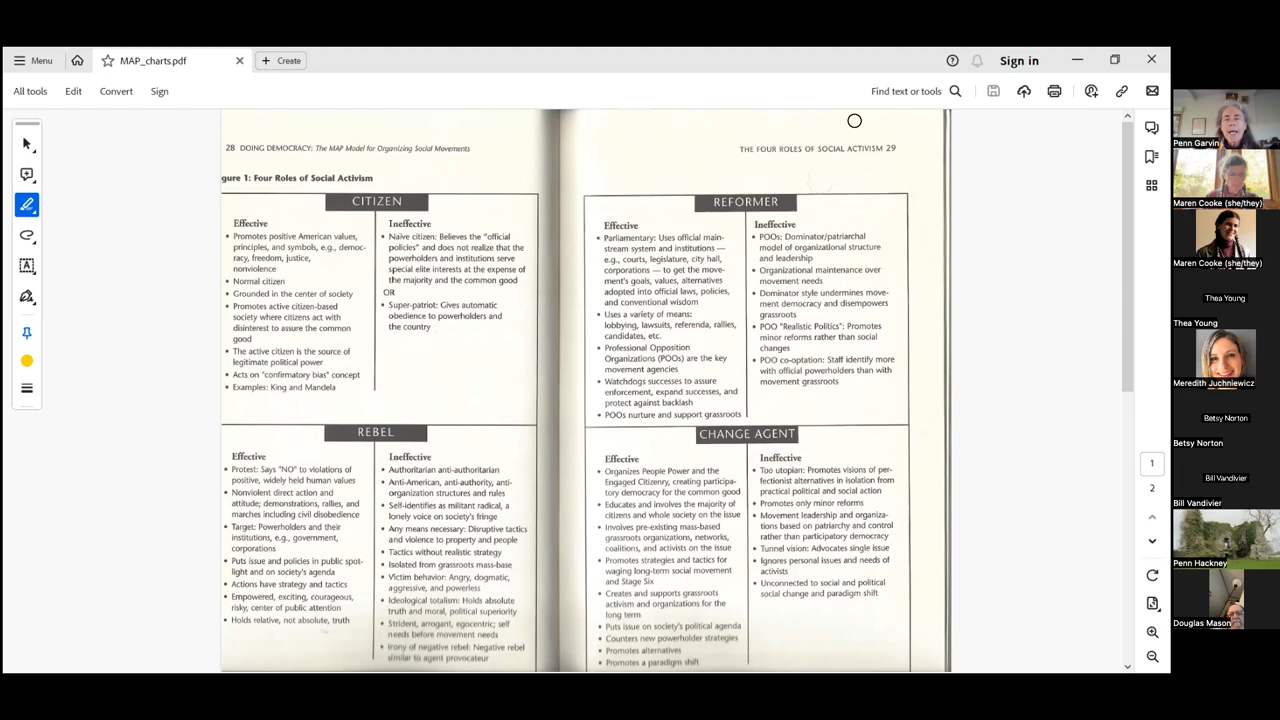 Menu
MAP_charts.pdf
Create
Sign in
All tools
Edit
Convert
Sign
Find text or tools
28 DOING DEMOCRACY: The MAP Model for Organizing Social Movements
gure 1: Four Roles of Social Activism
CITIZEN
Effective
• Promotes positive American values,
principles, and symbols, e.g., democ-
racy, freedom, justice,
nonviolence
• Normal citizen
• Grounded in the center of society
• Promotes active citizen-based
society where citizens act with
disinterest to assure the common
good
• The active citizen is the source of
legitimate political power
• Acts on "confirmatory bias" concept
• Examples: King and Mandela
Ineffective
• Naïve citizen: Believes the "official
policies" and does not realize that the
powerholders and institutions serve
special elite interests at the expense of
the majority and the common good
OR
• Super-patriot: Gives automatic
obedience to powerholders and
the country
REBEL
Effective
• Protest: Says "NO" to violations of
positive, widely held human values
• Nonviolent direct action and
attitude; demonstrations, rallies, and
marches including civil disobedience
• Target: Powerholders and their
institutions, e.g., government,
corporations
• Puts issue and policies in public spot-
light and on society's agenda
• Actions have strategy and tactics
• Empowered, exciting, courageous,
risky, center of public attention
• Holds relative, not absolute, truth
Ineffective
• Authoritarian anti-authoritarian
• Anti-American, anti-authority, anti-
organization structures and rules
• Self-identifies as militant radical, a
lonely voice on society's fringe
• Any means necessary: Disruptive tactics
and violence to property and people
• Tactics without realistic strategy
• Isolated from grassroots mass-base
• Victim behavior: Angry, dogmatic,
aggressive, and powerless
• Ideological totalism: Holds absolute
truth and moral, political superiority
• Strident, arrogant, egocentric; self
needs before movement needs
• Irony of negative rebel: Negative rebel
similar to agent provocateur
THE FOUR ROLES OF SOCIAL ACTIVISM 29
REFORMER
Effective
• Parliamentary: Uses official main-
stream system and institutions —
e.g., courts, legislature, city hall,
corporations — to get the move-
ment's goals, values, alternatives
adopted into official laws, policies,
and conventional wisdom
• Uses a variety of means:
lobbying, lawsuits, referenda, rallies,
candidates, etc.
• Professional Opposition
Organizations (POOs) are the key
movement agencies
• Watchdogs successes to assure
enforcement, expand successes, and
protect against backlash
• POOs nurture and support grassroots
Ineffective
• POOs: Dominator/patriarchal
model of organizational structure
and leadership
• Organizational maintenance over
movement needs
• Dominator style undermines move-
ment democracy and disempowers
grassroots
• POO "Realistic Politics": Promotes
minor reforms rather than social
changes
• POO co-optation: Staff identify more
with official powerholders than with
movement grassroots
CHANGE AGENT
Effective
• Organizes People Power and the
Engaged Citizenry, creating participa-
tory democracy for the common good
• Educates and involves the majority of
citizens and whole society on the issue
• Involves pre-existing mass-based
grassroots organizations, networks,
coalitions, and activists on the issue
• Promotes strategies and tactics for
waging long-term social movement
and Stage Six
• Creates and supports grassroots
activism and organizations for the
long term
• Puts issue on society's political agenda
• Counters new powerholder strategies
• Promotes alternatives
• Promotes a paradigm shift
Ineffective
• Too utopian: Promotes visions of per-
fectionist alternatives in isolation from
practical political and social action
• Promotes only minor reforms
• Movement leadership and organiza-
tions based on patriarchy and control
rather than participatory democracy
• Tunnel vision: Advocates single issue
• Ignores personal issues and needs of
activists
• Unconnected to social and political
social change and paradigm shift
1
2
Penn Garvin
Maren Cooke (she/they)
Maren Cooke (she/they)
Thea Young
Thea Young
Meredith Juchniewicz
Betsy Norton
Betsy Norton
Bill Vandivier
Bill Vandivier
Penn Hackney
Douglas Mason